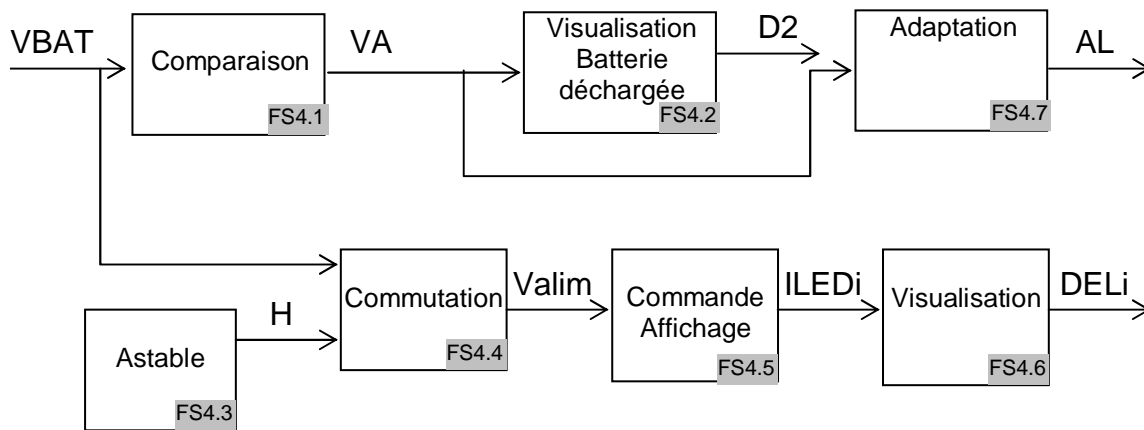 VBAT
Comparaison
FS4.1
VA
Visualisation
Batterie
déchargée
FS4.2
D2
Adaptation
FS4.7
AL
Astable
FS4.3
H
Commutation
FS4.4
Valim
Commande
Affichage
FS4.5
ILEDi
Visualisation
FS4.6
DELi